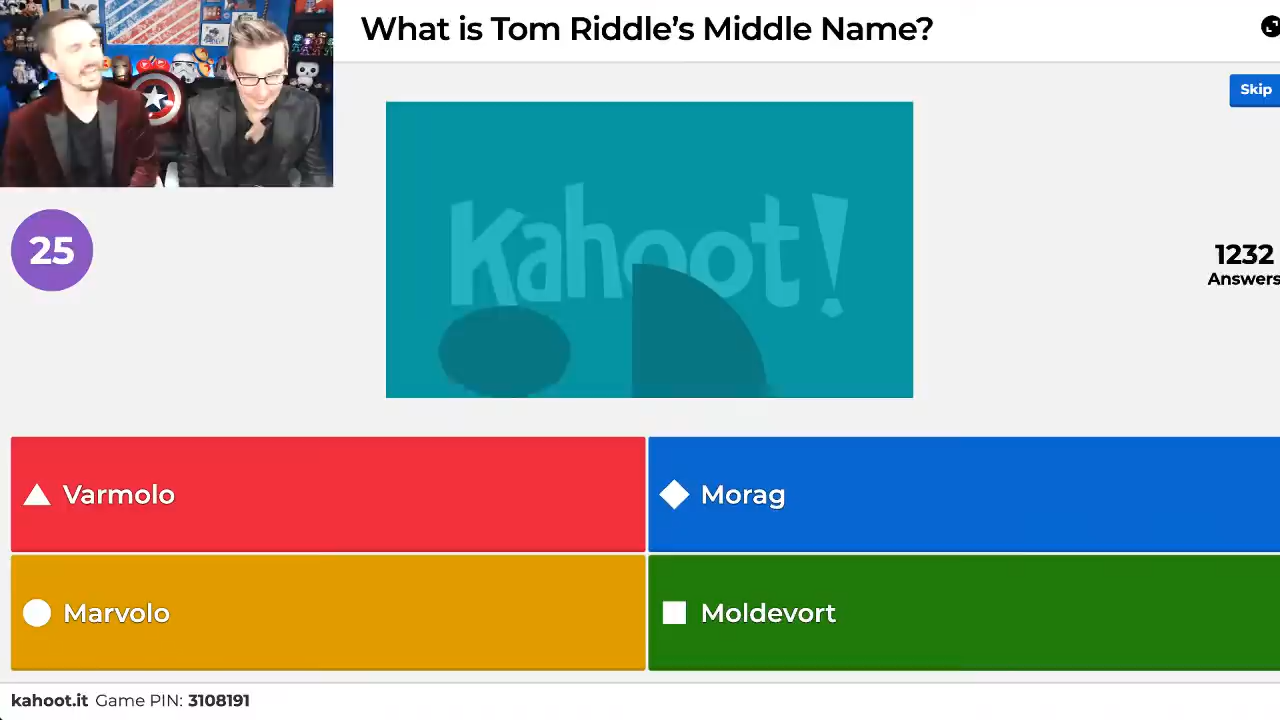 What is Tom Riddle's Middle Name?
Skip
Kahoot!
25
1232
Answers
Varmolo
Morag
Marvolo
Moldevort
kahoot.it Game PIN: 3108191